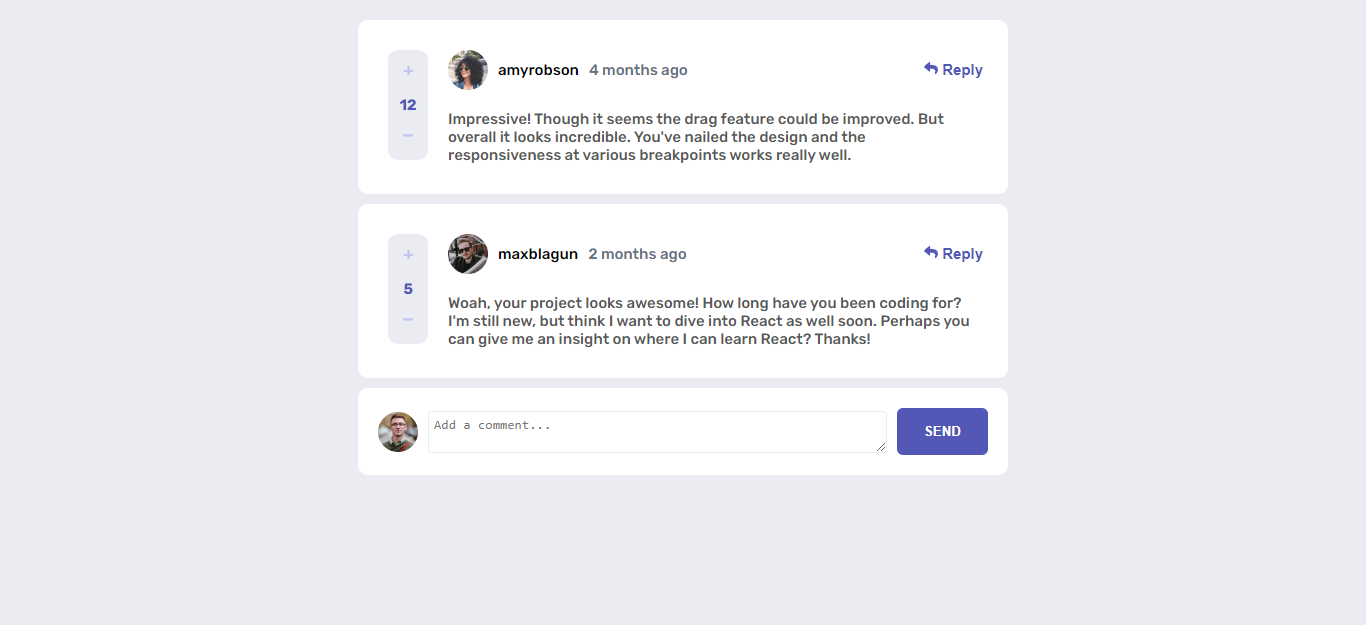 +
amyrobson 4 months ago
Reply
12
−
Impressive! Though it seems the drag feature could be improved. But
overall it looks incredible. You've nailed the design and the
responsiveness at various breakpoints works really well.
+
maxblagun 2 months ago
Reply
5
−
Woah, your project looks awesome! How long have you been coding for?
I'm still new, but think I want to dive into React as well soon. Perhaps you
can give me an insight on where I can learn React? Thanks!
Add a comment...
SEND